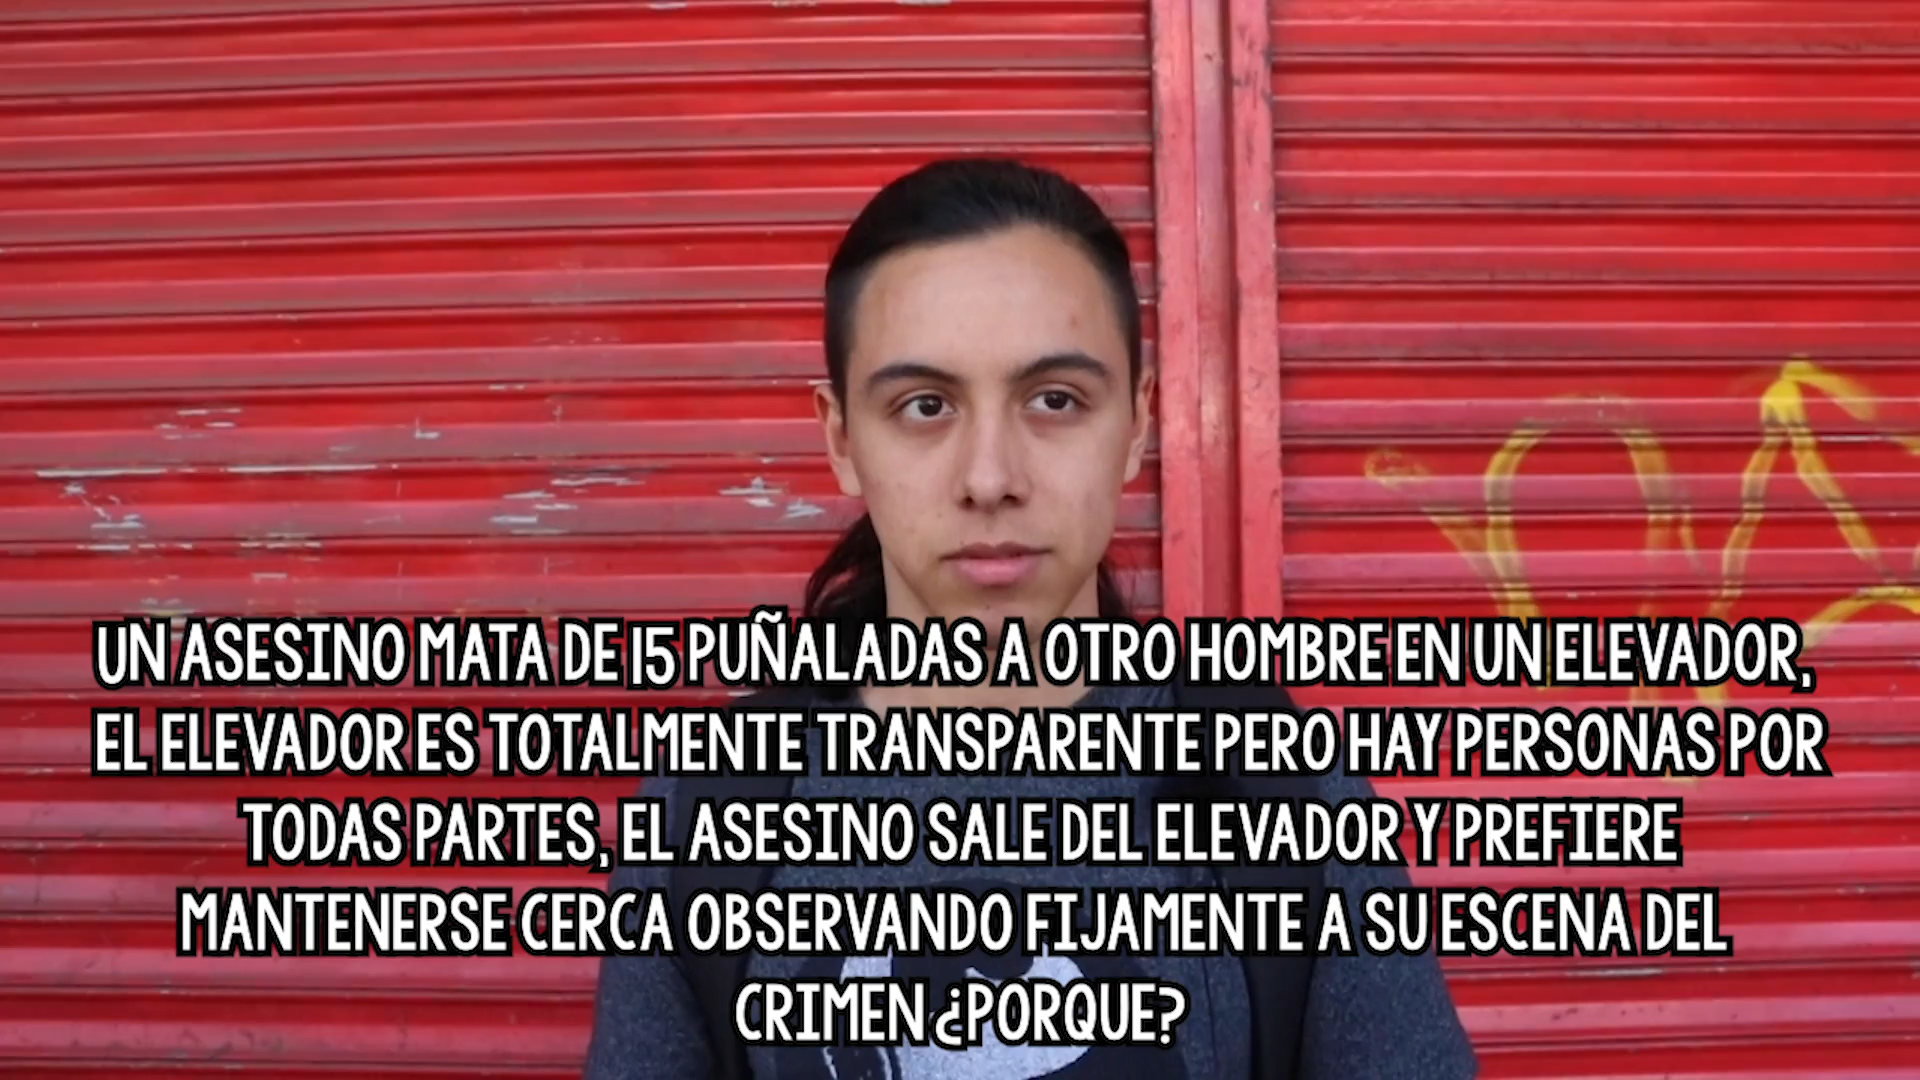 UN ASESINO MATA DE 15 PUÑALADAS A OTRO HOMBRE EN UN ELEVADOR,
EL ELEVADOR ES TOTALMENTE TRANSPARENTE PERO HAY PERSONAS POR
TODAS PARTES, EL ASESINO SALE DEL ELEVADOR Y PREFIERE
MANTENERSE CERCA OBSERVANDO FIJAMENTE A SU ESCENA DEL
CRIMEN ¿PORQUE?